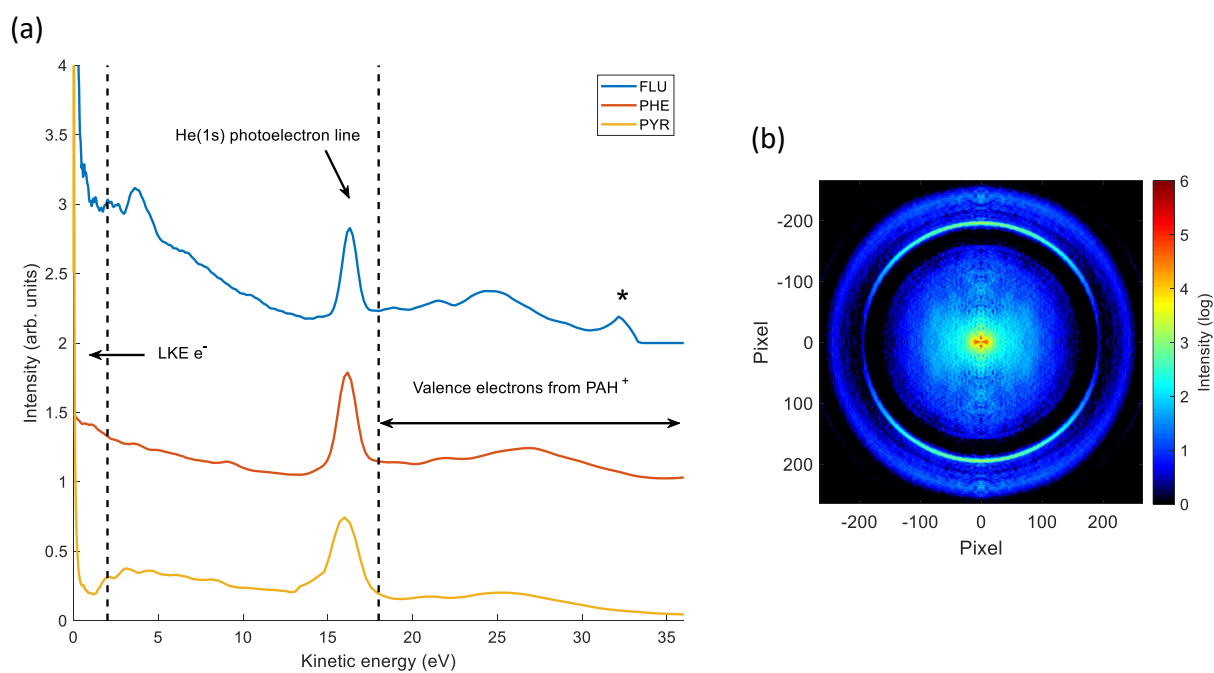 (a)
4
3.5
3
2.5
2
1.5
1
0.5
0
0
5
10
15
20
25
30
35
Kinetic energy (eV)
Intensity (arb. units)
FLU
PHE
PYR
He(1s) photoelectron line
*
LKE e-
Valence electrons from PAH +
(b)
-200
-100
0
100
200
-200
-100
0
100
200
Pixel
Pixel
6
5
4
3
2
1
0
Intensity (log)